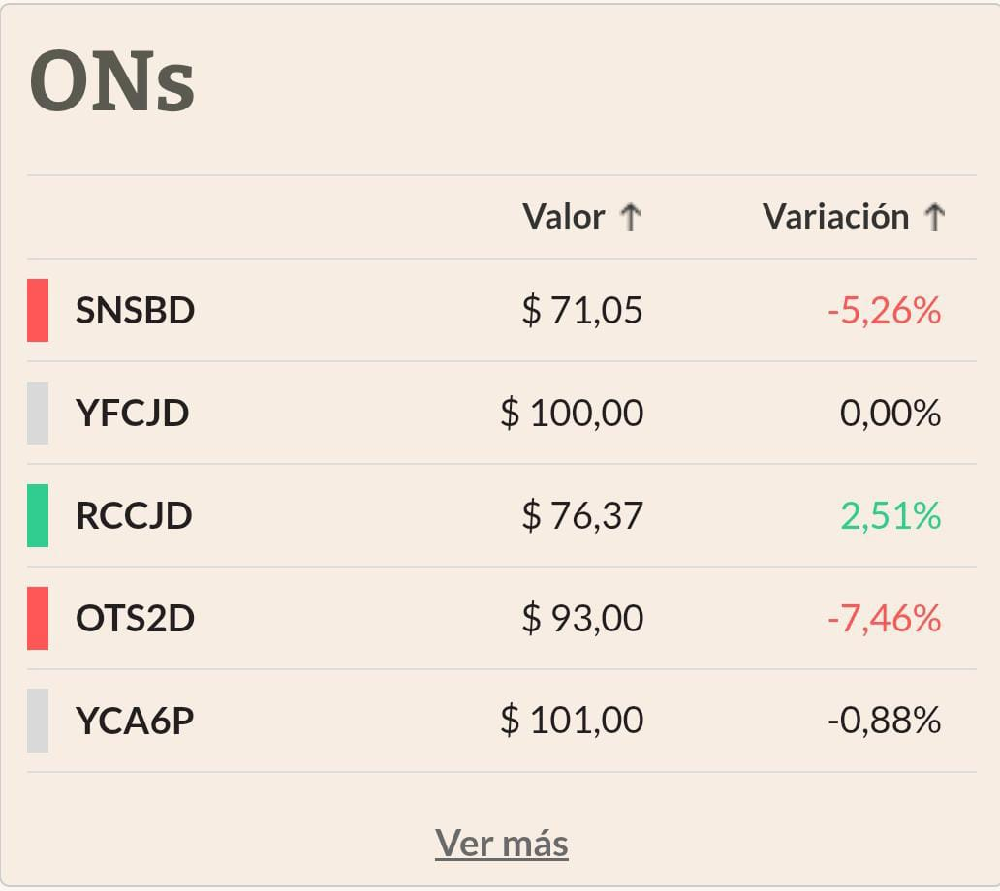 ONs
Valor ↑ Variación ↑
SNSBD $ 71,05 -5,26%
YFCJD $ 100,00 0,00%
RCCJD $ 76,37 2,51%
OTS2D $ 93,00 -7,46%
YCA6P $ 101,00 -0,88%
Ver más